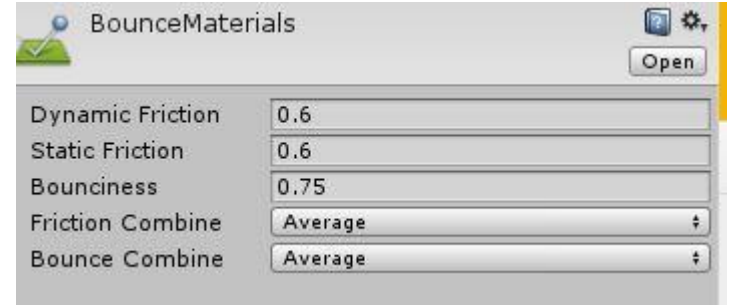 BounceMaterials
Open
Dynamic Friction 0.6
Static Friction 0.6
Bounciness 0.75
Friction Combine Average
Bounce Combine Average